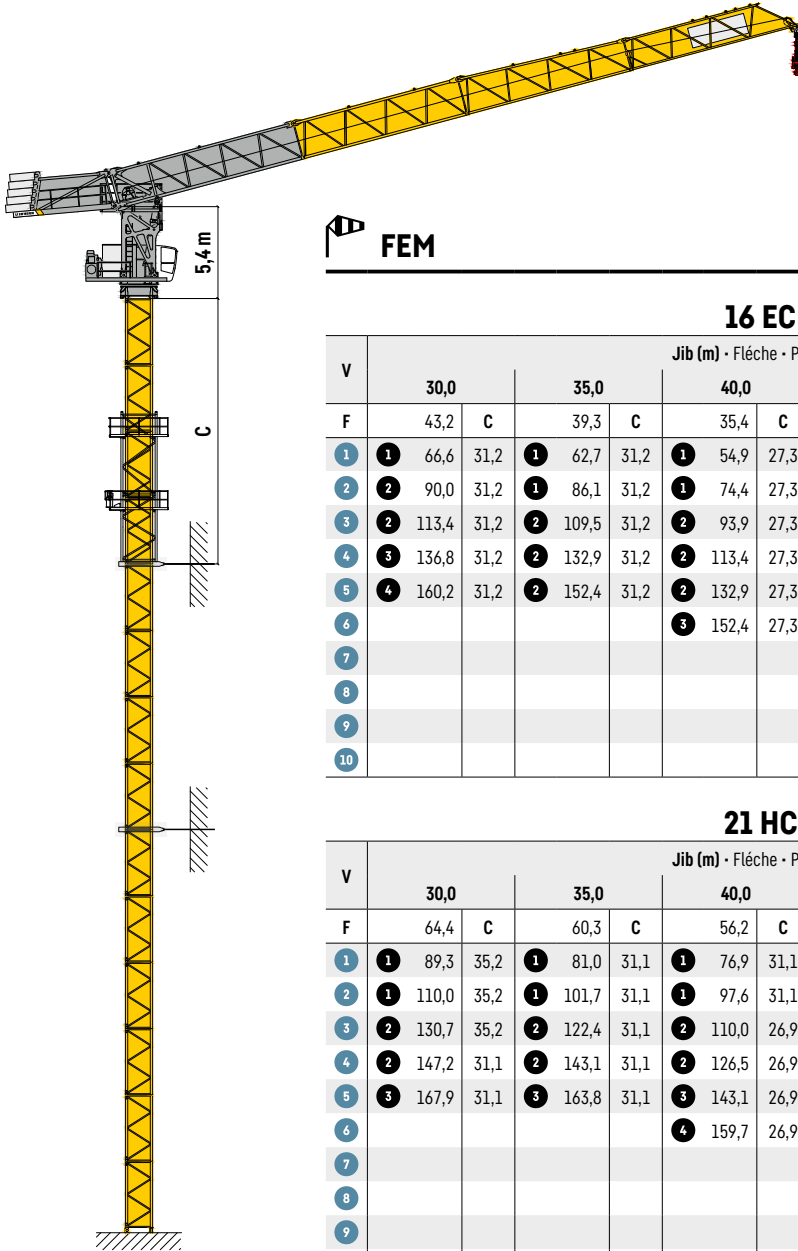 5,4 m
C
FEM
16 EC
V Jib (m) · Fléche · P
30,0 35,0 40,0
F 43,2 C 39,3 C 35,4 C
1 1 66,6 31,2 1 62,7 31,2 1 54,9 27,3
2 2 90,0 31,2 1 86,1 31,2 1 74,4 27,3
3 2 113,4 31,2 2 109,5 31,2 2 93,9 27,3
4 3 136,8 31,2 2 132,9 31,2 2 113,4 27,3
5 4 160,2 31,2 2 152,4 31,2 2 132,9 27,3
6 3 152,4 27,3
7
8
9
10
21 HC
V Jib (m) · Fléche · P
30,0 35,0 40,0
F 64,4 C 60,3 C 56,2 C
1 1 89,3 35,2 1 81,0 31,1 1 76,9 31,1
2 1 110,0 35,2 1 101,7 31,1 1 97,6 31,1
3 2 130,7 35,2 2 122,4 31,1 2 110,0 26,9
4 2 147,2 31,1 2 143,1 31,1 2 126,5 26,9
5 3 167,9 31,1 3 163,8 31,1 3 143,1 26,9
6 4 159,7 26,9
7
8
9